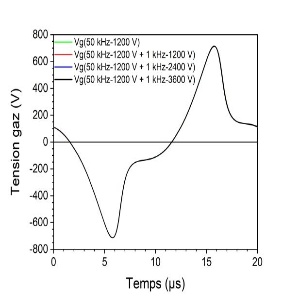 Vg(50 kHz-1200 V)
Vg(50 kHz-1200 V + 1 kHz-1200 V)
Vg(50 kHz-1200 V + 1 kHz-2400 V)
Vg(50 kHz-1200 V + 1 kHz-3600 V)
800
600
400
200
0
-200
-400
-600
-800
Tension gaz (V)
0 5 10 15 20
Temps (µs)